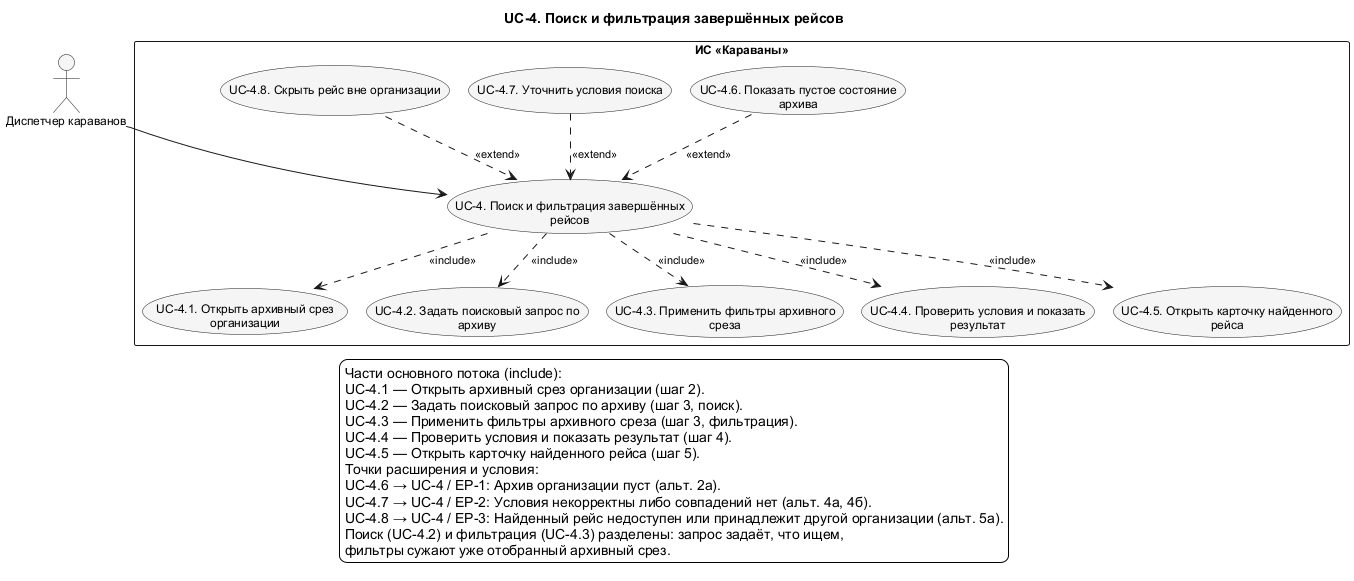 UC-4. Поиск и фильтрация завершённых рейсов
ИС «Караваны»
Диспетчер караванов
UC-4.8. Скрыть рейс вне организации
UC-4.7. Уточнить условия поиска
UC-4.6. Показать пустое состояние
архива
«extend»
«extend»
«extend»
UC-4. Поиск и фильтрация завершённых
рейсов
«include»
«include»
«include»
«include»
«include»
UC-4.1. Открыть архивный срез
организации
UC-4.2. Задать поисковый запрос по
архиву
UC-4.3. Применить фильтры архивного
среза
UC-4.4. Проверить условия и показать
результат
UC-4.5. Открыть карточку найденного
рейса
Части основного потока (include):
UC-4.1 — Открыть архивный срез организации (шаг 2).
UC-4.2 — Задать поисковый запрос по архиву (шаг 3, поиск).
UC-4.3 — Применить фильтры архивного среза (шаг 3, фильтрация).
UC-4.4 — Проверить условия и показать результат (шаг 4).
UC-4.5 — Открыть карточку найденного рейса (шаг 5).
Точки расширения и условия:
UC-4.6 → UC-4 / EP-1: Архив организации пуст (альт. 2а).
UC-4.7 → UC-4 / EP-2: Условия некорректны либо совпадений нет (альт. 4а, 4б).
UC-4.8 → UC-4 / EP-3: Найденный рейс недоступен или принадлежит другой организации (альт. 5а).
Поиск (UC-4.2) и фильтрация (UC-4.3) разделены: запрос задаёт, что ищем,
фильтры сужают уже отобранный архивный срез.